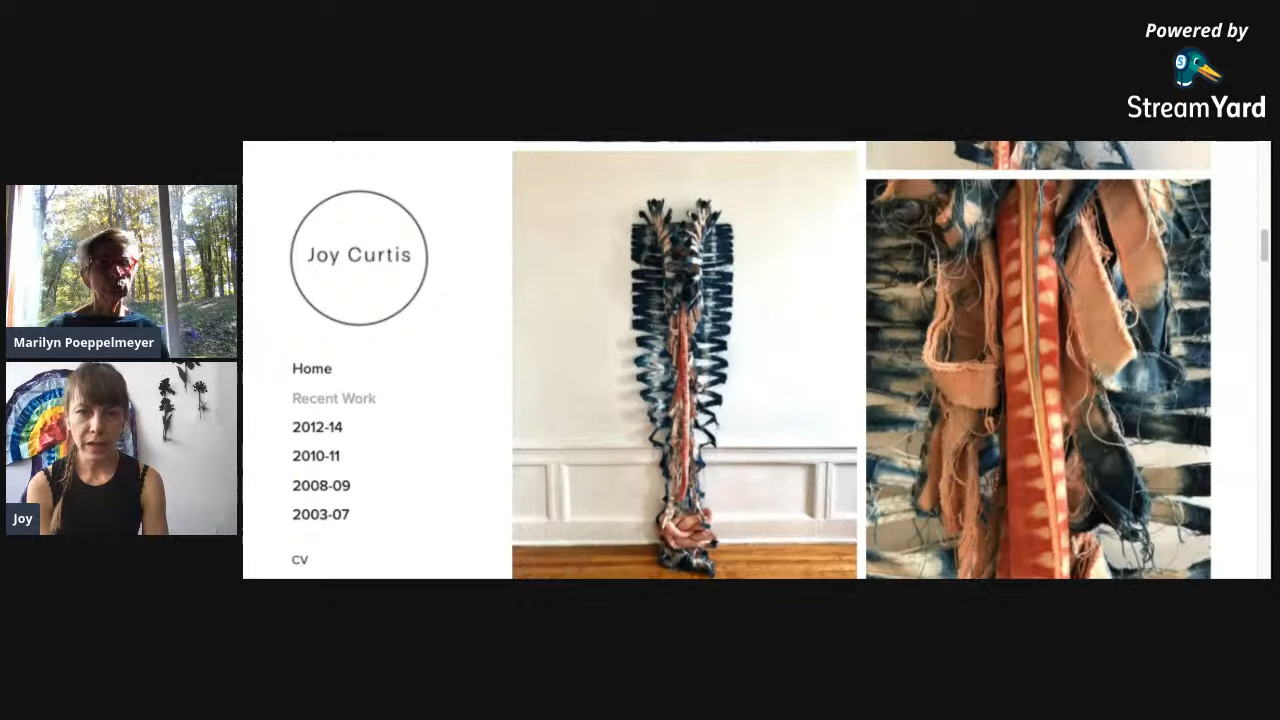 Powered by
StreamYard
Marilyn Poeppelmeyer
Joy
Joy Curtis
Home
Recent Work
2012-14
2010-11
2008-09
2003-07
CV